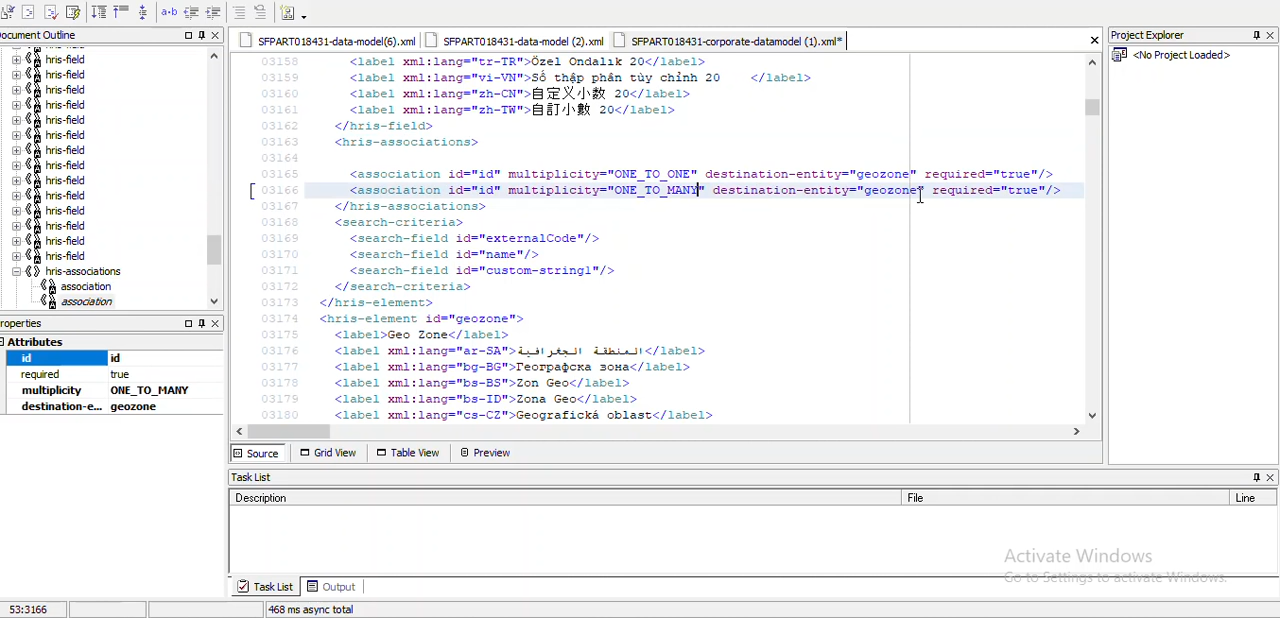 a·b
ocument Outline
hris-field
hris-field
hris-field
hris-field
hris-field
hris-field
hris-field
hris-field
hris-field
hris-field
hris-field
hris-field
hris-field
hris-field
hris-associations
association
association
roperties
Attributes
id id
required true
multiplicity ONE_TO_MANY
destination-e... geozone
SFPART018431-data-model(6).xml
SFPART018431-data-model (2).xml
SFPART018431-corporate-datamodel (1).xml*
03158 <label xml:lang="tr-TR">Özel Ondalık 20</label>
03159 <label xml:lang="vi-VN">Số thập phân tùy chỉnh 20    </label>
03160 <label xml:lang="zh-CN">自定义小数 20</label>
03161 <label xml:lang="zh-TW">自訂小數 20</label>
03162 </hris-field>
03163 <hris-associations>
03164
03165 <association id="id" multiplicity="ONE_TO_ONE" destination-entity="geozone" required="true"/>
03166 <association id="id" multiplicity="ONE_TO_MANY" destination-entity="geozone" required="true"/>
03167 </hris-associations>
03168 <search-criteria>
03169 <search-field id="externalCode"/>
03170 <search-field id="name"/>
03171 <search-field id="custom-string1"/>
03172 </search-criteria>
03173 </hris-element>
03174 <hris-element id="geozone">
03175 <label>Geo Zone</label>
03176 <label xml:lang="ar-SA">المنطقة الجغرافية</label>
03177 <label xml:lang="bg-BG">Географска зона</label>
03178 <label xml:lang="bs-BS">Zon Geo</label>
03179 <label xml:lang="bs-ID">Zona Geo</label>
03180 <label xml:lang="cs-CZ">Geografická oblast</label>
Source
Grid View
Table View
Preview
Project Explorer
<No Project Loaded>
Task List
Description File Line
Activate Windows
Go to Settings to activate Windows.
Task List
Output
53:3166
468 ms async total